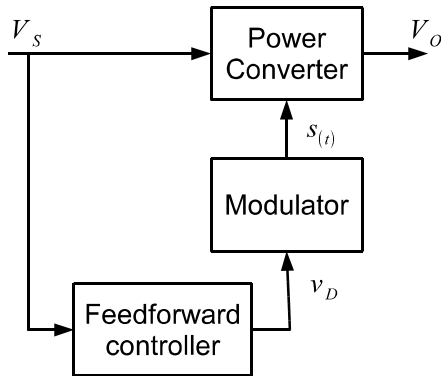 V_S
Power
Converter
V_O
s_(t)
Modulator
v_D
Feedforward
controller